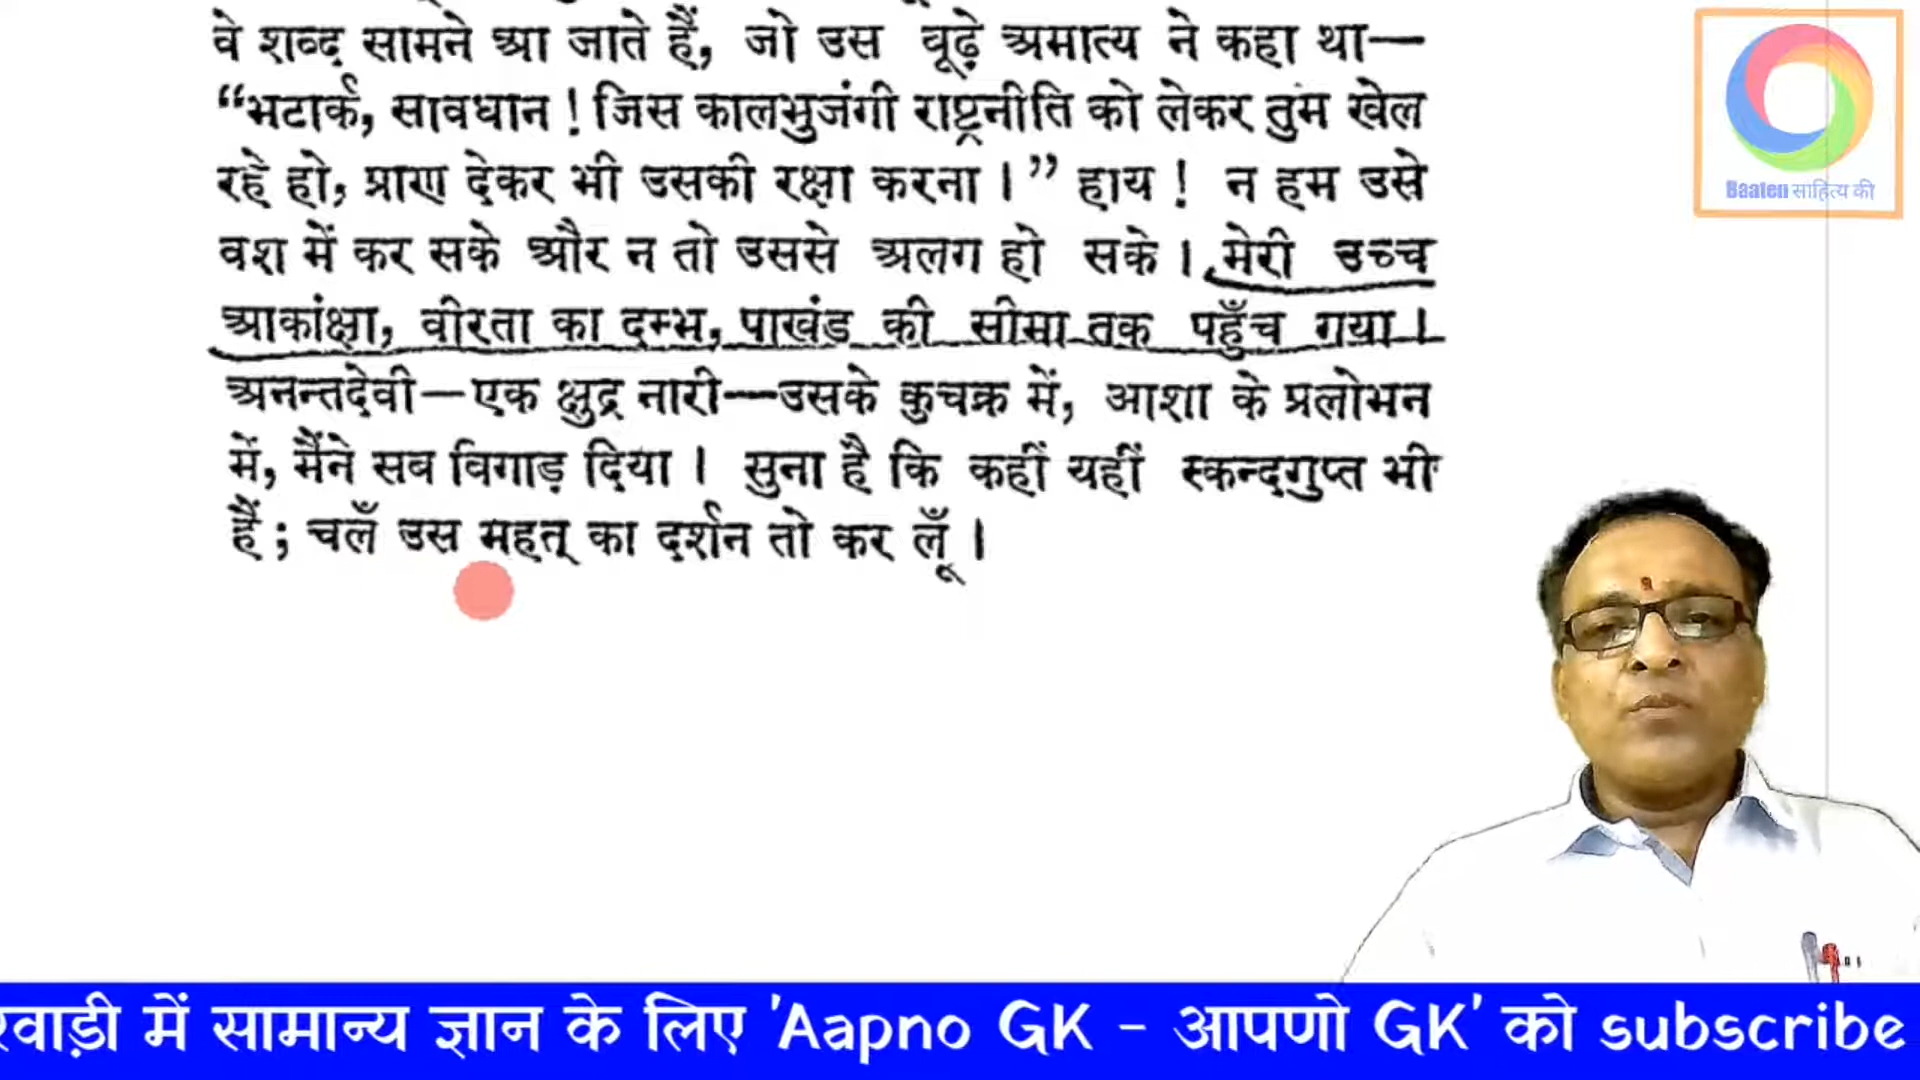 वे शब्द सामने आ जाते हैं, जो उस बूढ़े अमात्य ने कहा था—
“भटार्क, सावधान ! जिस कालभुजंगी राष्ट्रनीति को लेकर तुम खेल
रहे हो, प्राण देकर भी उसकी रक्षा करना ।” हाय ! न हम उसे
वश में कर सके और न तो उससे अलग हो सके । मेरी उच्च
आकांक्षा, वीरता का दम्भ, पाखंड की सीमा तक पहुँच गया ।
अनन्तदेवी—एक क्षुद्र नारी—उसके कुचक्र में, आशा के प्रलोभन
में, मैंने सब बिगाड़ दिया । सुना है कि कहीं यहीं स्कन्दगुप्त भी
हैं ; चलूँ उस महत् का दर्शन तो कर लूँ ।
Baaten साहित्य की
में सामान्य ज्ञान के लिए 'Aapno GK - आपणो GK' को subscribe